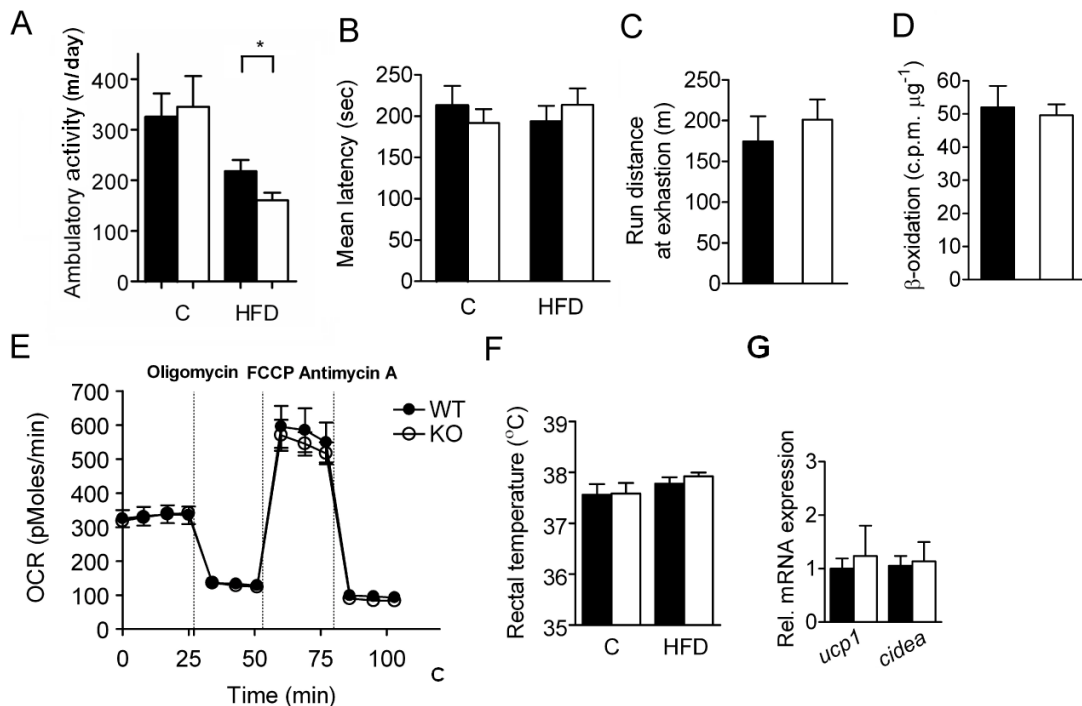 A
Ambulatory activity (m/day)
400
300
200
100
0
*
C HFD
B
Mean latency (sec)
250
200
150
100
50
0
C HFD
C
Run distance
at exhastion (m)
250
200
150
100
50
0
D
β-oxidation (c.p.m. μg⁻¹)
60
50
40
30
20
10
0
E
Oligomycin FCCP Antimycin A
OCR (pMoles/min)
700
600
500
400
300
200
100
0
WT
KO
0 25 50 75 100
C
Time (min)
F
Rectal temperature (°C)
39
38
37
36
35
C HFD
G
Rel. mRNA expression
3
2
1
0
ucp1 cidea